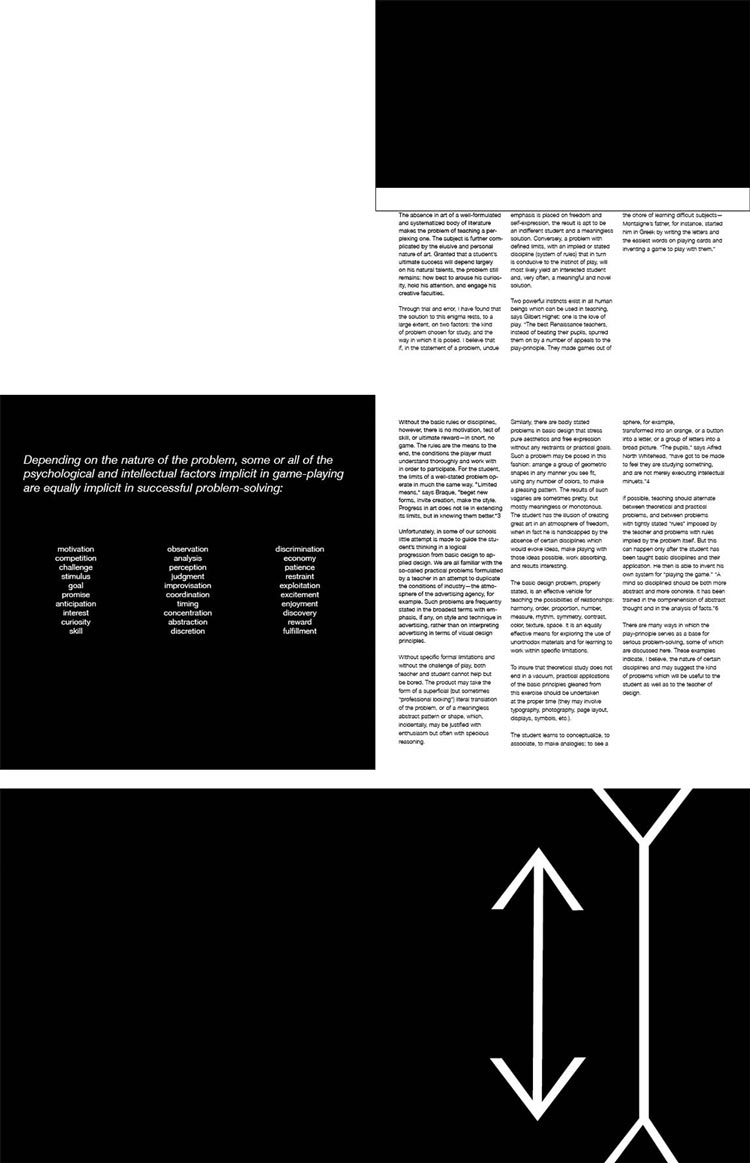 The absence in art of a well-formulated
and systematized body of literature
makes the problem of teaching a per-
plexing one. The subject is further com-
plicated by the elusive and personal
nature of art. Granted that a student's
ultimate success will depend largely
on his natural talents, the problem still
remains: how best to arouse his curios-
ity, hold his attention, and engage his
creative faculties.
Through trial and error, I have found that
the solution to this enigma rests, to a
large extent, on two factors: the kind
of problem chosen for study, and the
way in which it is posed. I believe that
if, in the statement of a problem, undue
emphasis is placed on freedom and
self-expression, the result is apt to be
an indifferent student and a meaningless
solution. Conversely, a problem with
defined limits, with an implied or stated
discipline (system of rules) that in turn
is conducive to the instinct of play, will
most likely yield an interested student
and, very often, a meaningful and novel
solution.
Two powerful instincts exist in all human
beings which can be used in teaching,
says Gilbert Highet: one is the love of
play. "The best Renaissance teachers,
instead of beating their pupils, spurred
them on by a number of appeals to the
play-principle. They made games out of
the chore of learning difficult subjects—
Montaigne's father, for instance, started
him in Greek by writing the letters and
the easiest words on playing cards and
inventing a game to play with them."
Depending on the nature of the problem, some or all of the
psychological and intellectual factors implicit in game-playing
are equally implicit in successful problem-solving:
motivation
competition
challenge
stimulus
goal
promise
anticipation
interest
curiosity
skill
observation
analysis
perception
judgment
improvisation
coordination
timing
concentration
abstraction
discretion
discrimination
economy
patience
restraint
exploitation
excitement
enjoyment
discovery
reward
fulfillment
Without the basic rules or disciplines,
however, there is no motivation, test of
skill, or ultimate reward—in short, no
game. The rules are the means to the
end, the conditions the player must
understand thoroughly and work with
in order to participate. For the student,
the limits of a well-stated problem op-
erate in much the same way. "Limited
means," says Braque, "beget new
forms, invite creation, make the style.
Progress in art does not lie in extending
its limits, but in knowing them better."3
Unfortunately, in some of our schools
little attempt is made to guide the stu-
dent's thinking in a logical
progression from basic design to ap-
plied design. We are all familiar with the
so-called practical problems formulated
by a teacher in an attempt to duplicate
the conditions of industry—the atmo-
sphere of the advertising agency, for
example. Such problems are frequently
stated in the broadest terms with em-
phasis, if any, on style and technique in
advertising, rather than on interpreting
advertising in terms of visual design
principles.
Without specific formal limitations and
without the challenge of play, both
teacher and student cannot help but
be bored. The product may take the
form of a superficial (but sometimes
"professional looking") literal translation
of the problem, or of a meaningless
abstract pattern or shape, which,
incidentally, may be justified with
enthusiasm but often with specious
reasoning.
Similarly, there are badly stated
problems in basic design that stress
pure aesthetics and free expression
without any restraints or practical goals.
Such a problem may be posed in this
fashion: arrange a group of geometric
shapes in any manner you see fit,
using any number of colors, to make
a pleasing pattern. The results of such
vagaries are sometimes pretty, but
mostly meaningless or monotonous.
The student has the illusion of creating
great art in an atmosphere of freedom,
when in fact he is handicapped by the
absence of certain disciplines which
would evoke ideas, make playing with
those ideas possible, work absorbing,
and results interesting.
The basic design problem, properly
stated, is an effective vehicle for
teaching the possibilities of relationships:
harmony, order, proportion, number,
measure, rhythm, symmetry, contrast,
color, texture, space. It is an equally
effective means for exploring the use of
unorthodox materials and for learning to
work within specific limitations.
To insure that theoretical study does not
end in a vacuum, practical applications
of the basic principles gleaned from
this exercise should be undertaken
at the proper time (they may involve
typography, photography, page layout,
displays, symbols, etc.).
The student learns to conceptualize, to
associate, to make analogies; to see a
sphere, for example,
transformed into an orange, or a button
into a letter, or a group of letters into a
broad picture. "The pupils," says Alfred
North Whitehead, "have got to be made
to feel they are studying something,
and are not merely executing intellectual
minuets."4
If possible, teaching should alternate
between theoretical and practical
problems, and between problems
with tightly stated "rules" imposed by
the teacher and problems with rules
implied by the problem itself. But this
can happen only after the student has
been taught basic disciplines and their
application. He then is able to invent his
own system for "playing the game." "A
mind so disciplined should be both more
abstract and more concrete. It has been
trained in the comprehension of abstract
thought and in the analysis of facts."6
There are many ways in which the
play-principle serves as a base for
serious problem-solving, some of which
are discussed here. These examples
indicate, I believe, the nature of certain
disciplines and may suggest the kind
of problems which will be useful to the
student as well as to the teacher of
design.